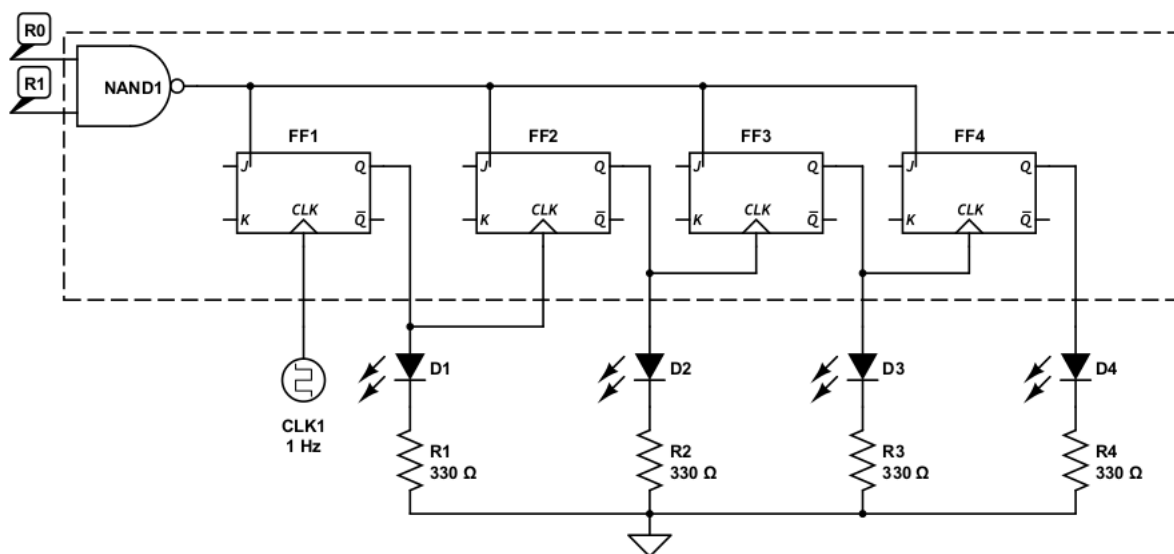 R0
R1
NAND1
FF1
FF2
FF3
FF4
J
Q
J
Q
J
Q
J
Q
K
CLK
Q̅
K
CLK
Q̅
K
CLK
Q̅
K
CLK
Q̅
D1
D2
D3
D4
CLK1
1 Hz
R1
330 Ω
R2
330 Ω
R3
330 Ω
R4
330 Ω